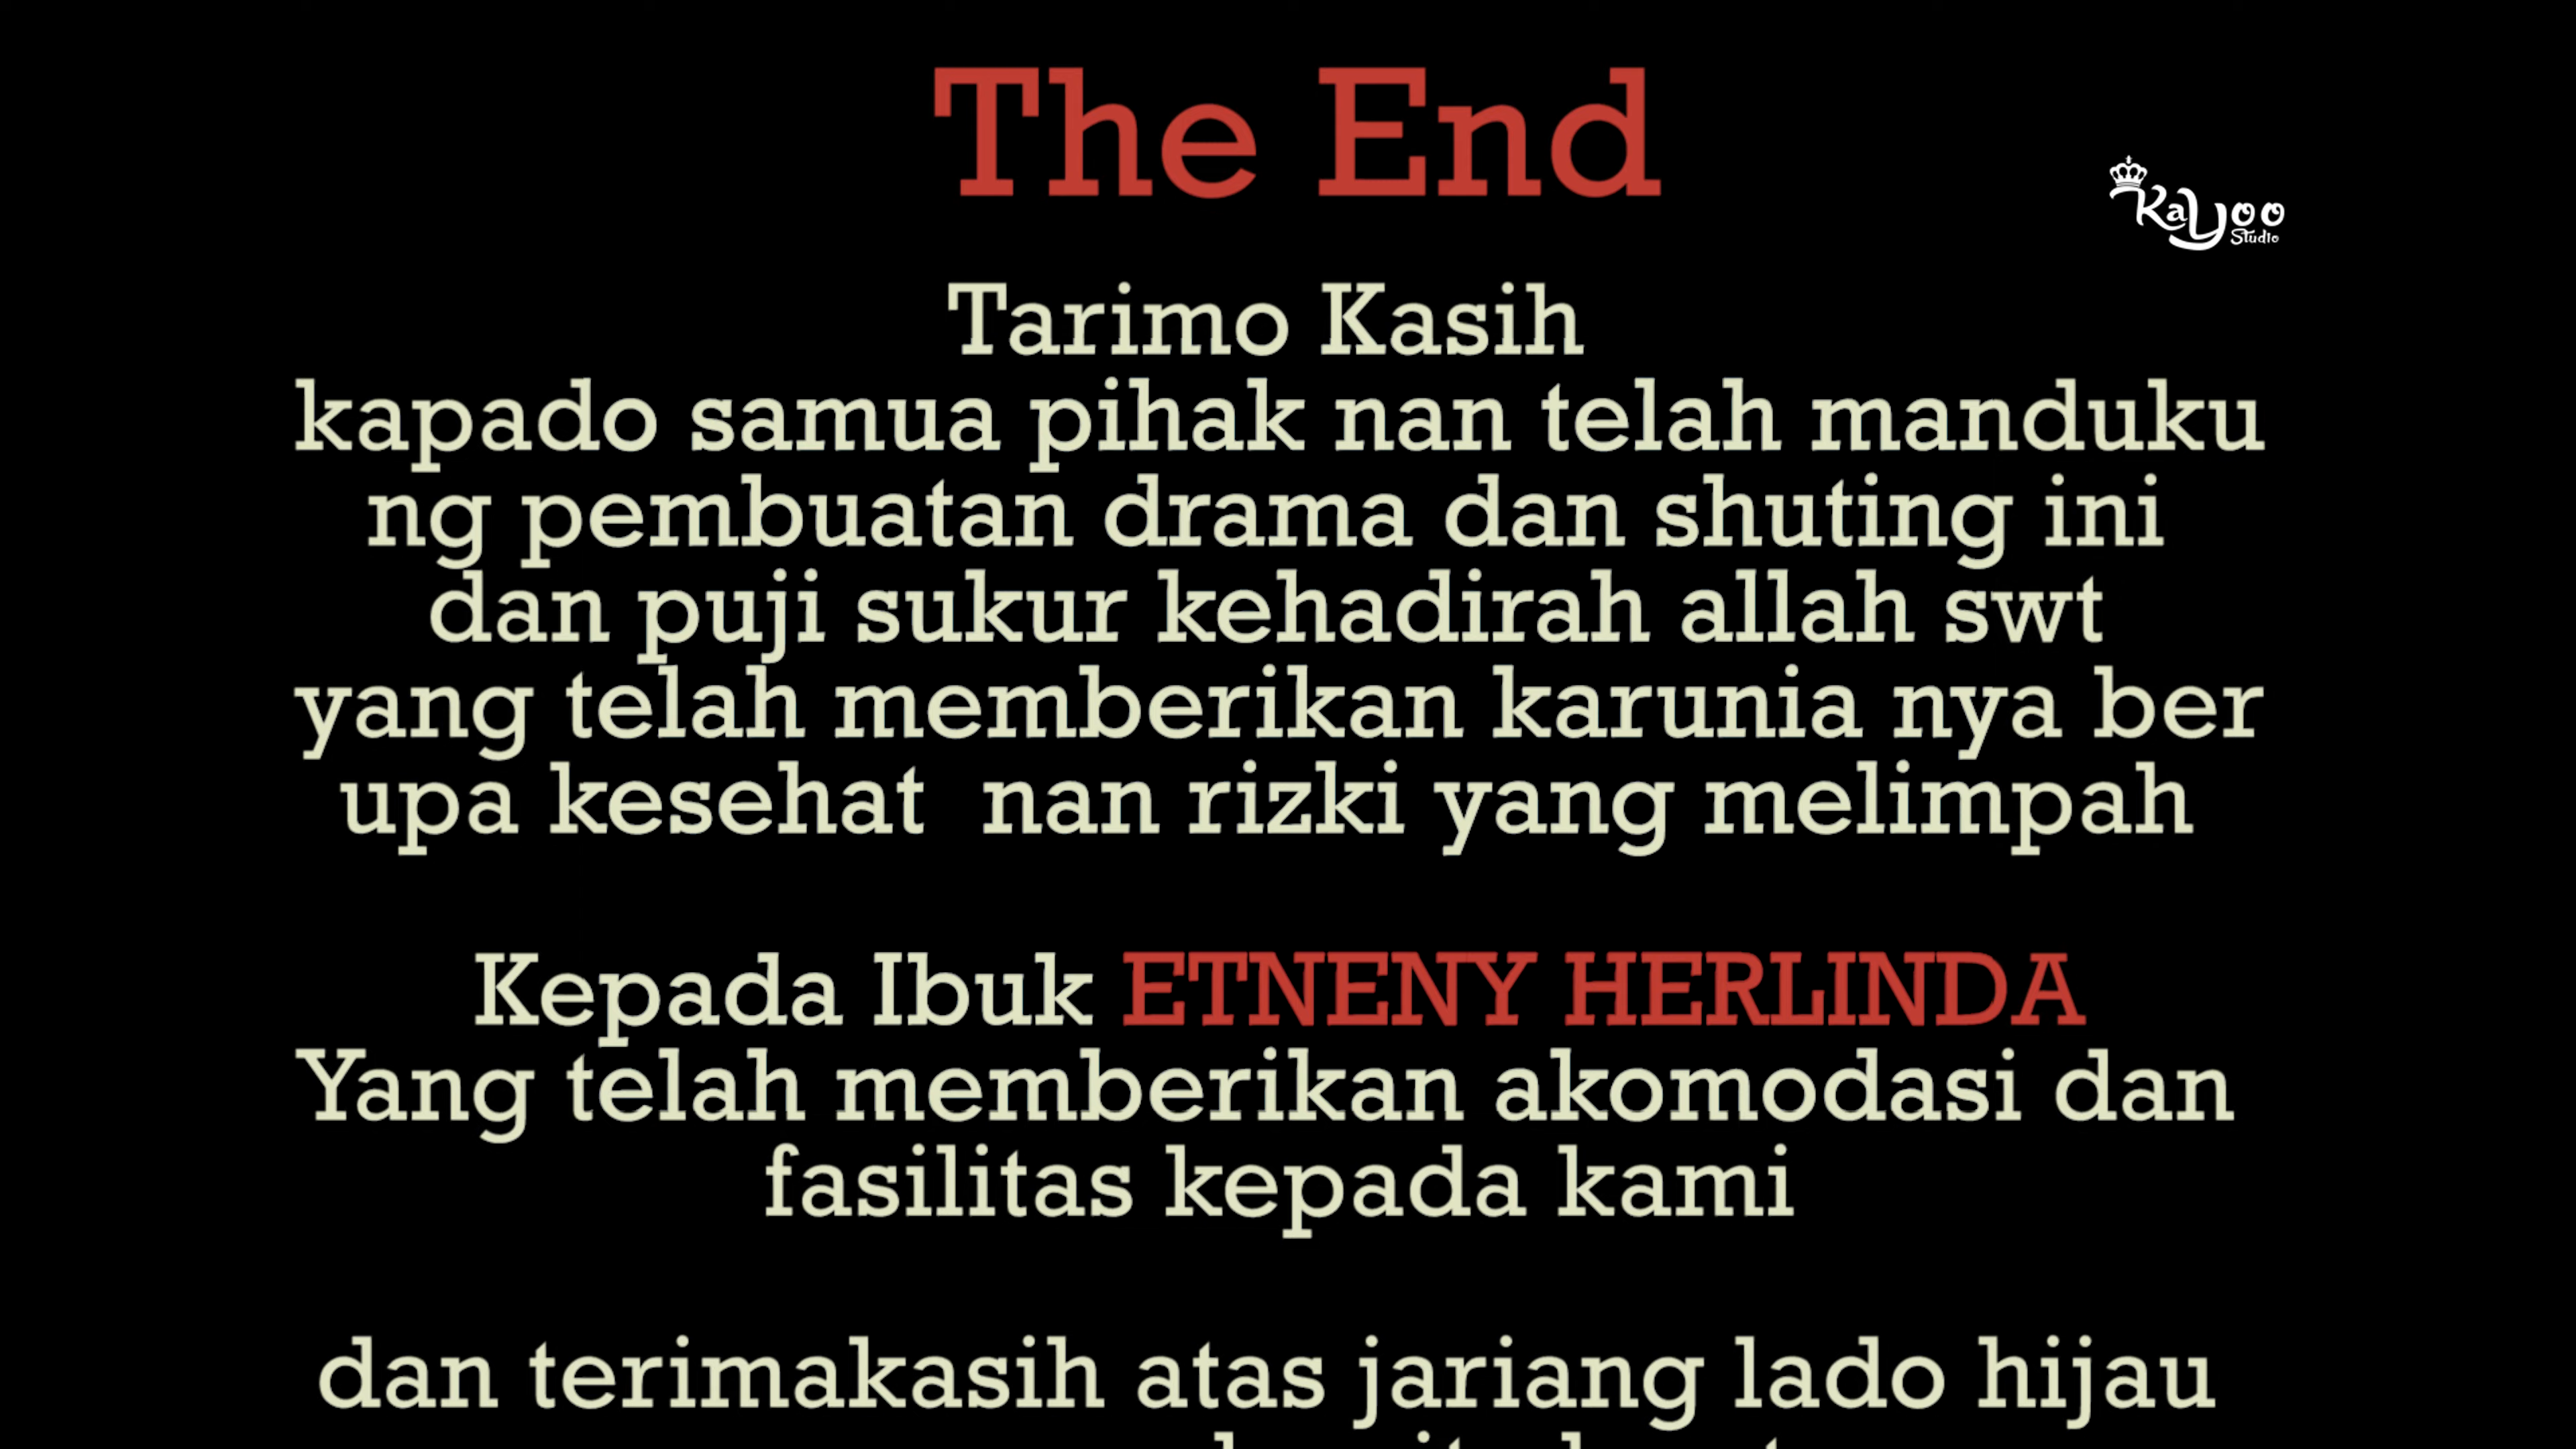 The End
KaYoo
Studio
Tarimo Kasih
kapado samua pihak nan telah manduku
ng pembuatan drama dan shuting ini
dan puji sukur kehadirah allah swt
yang telah memberikan karunia nya ber
upa kesehat  nan rizki yang melimpah
Kepada Ibuk ETNENY HERLINDA
Yang telah memberikan akomodasi dan
fasilitas kepada kami
dan terimakasih atas jariang lado hijau